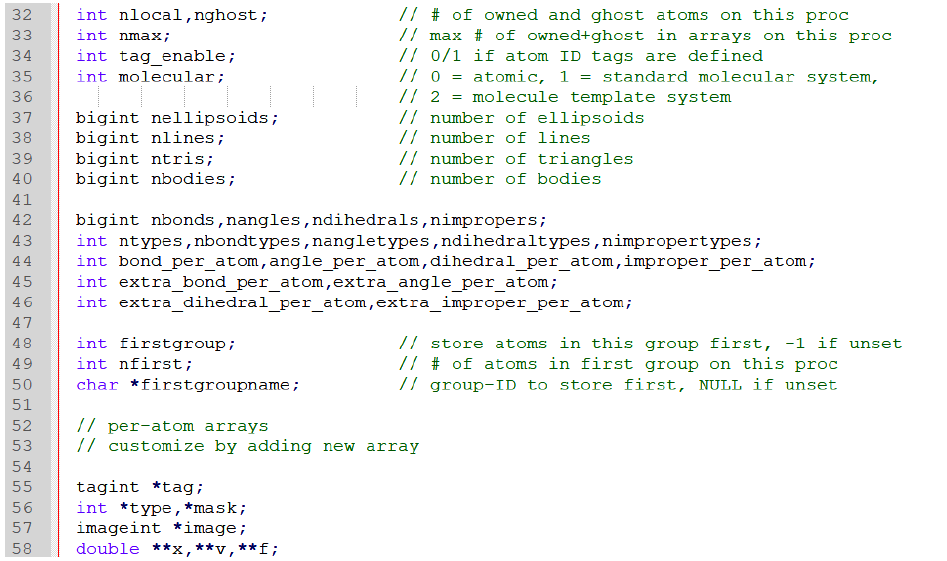 32 int nlocal,nghost; // # of owned and ghost atoms on this proc
33 int nmax; // max # of owned+ghost in arrays on this proc
34 int tag_enable; // 0/1 if atom ID tags are defined
35 int molecular; // 0 = atomic, 1 = standard molecular system,
36 // 2 = molecule template system
37 bigint nellipsoids; // number of ellipsoids
38 bigint nlines; // number of lines
39 bigint ntris; // number of triangles
40 bigint nbodies; // number of bodies
41
42 bigint nbonds,nangles,ndihedrals,nimpropers;
43 int ntypes,nbondtypes,nangletypes,ndihedraltypes,nimpropertypes;
44 int bond_per_atom,angle_per_atom,dihedral_per_atom,improper_per_atom;
45 int extra_bond_per_atom,extra_angle_per_atom;
46 int extra_dihedral_per_atom,extra_improper_per_atom;
47
48 int firstgroup; // store atoms in this group first, -1 if unset
49 int nfirst; // # of atoms in first group on this proc
50 char *firstgroupname; // group-ID to store first, NULL if unset
51
52 // per-atom arrays
53 // customize by adding new array
54
55 tagint *tag;
56 int *type,*mask;
57 imageint *image;
58 double **x,**v,**f;